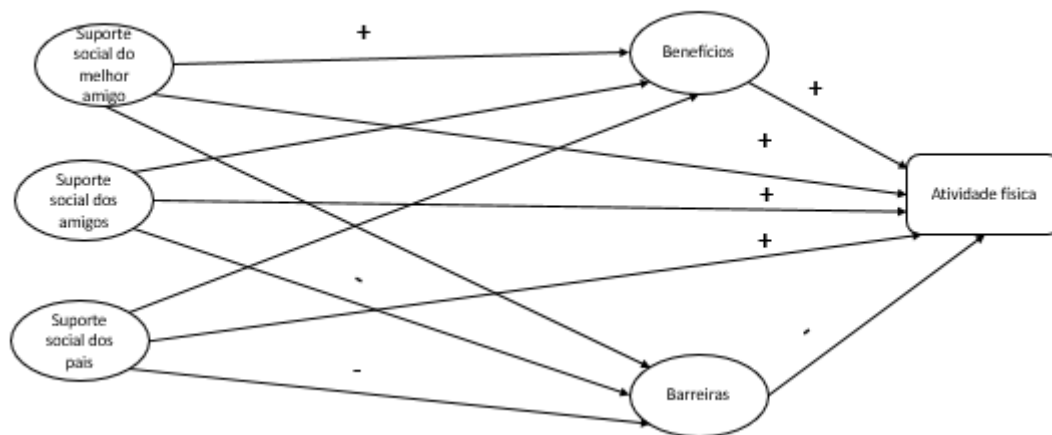 Suporte
social do
melhor
amigo
+
Benefícios
+
+
Suporte
social dos
amigos
+
Atividade física
+
-
Suporte
social dos
pais
-
-
Barreiras